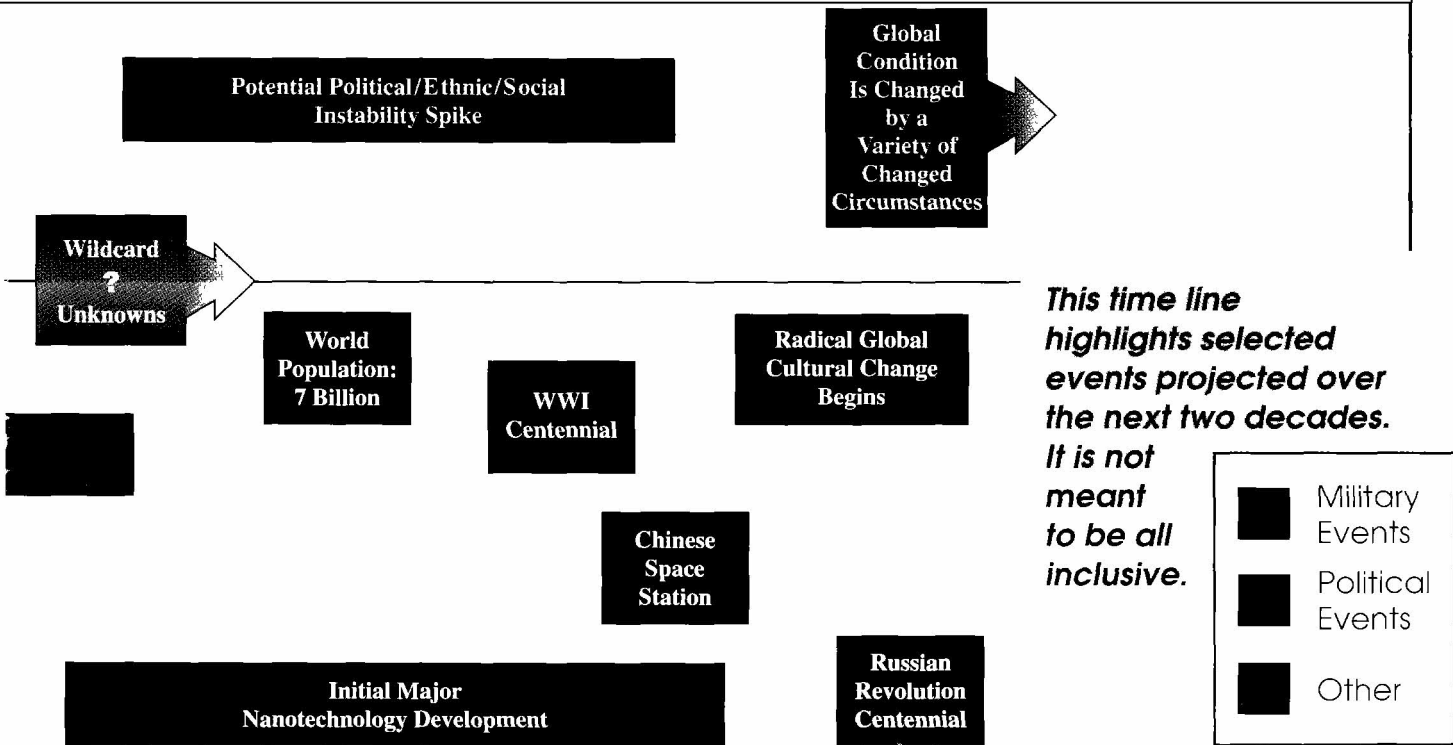 Potential Political/Ethnic/Social
Instability Spike
Global
Condition
Is Changed
by a
Variety of
Changed
Circumstances
Wildcard
?
Unknowns
World
Population:
7 Billion
WWI
Centennial
Radical Global
Cultural Change
Begins
This time line
highlights selected
events projected over
the next two decades.
It is not
meant
to be all
inclusive.
Chinese
Space
Station
Initial Major
Nanotechnology Development
Russian
Revolution
Centennial
Military
Events
Political
Events
Other